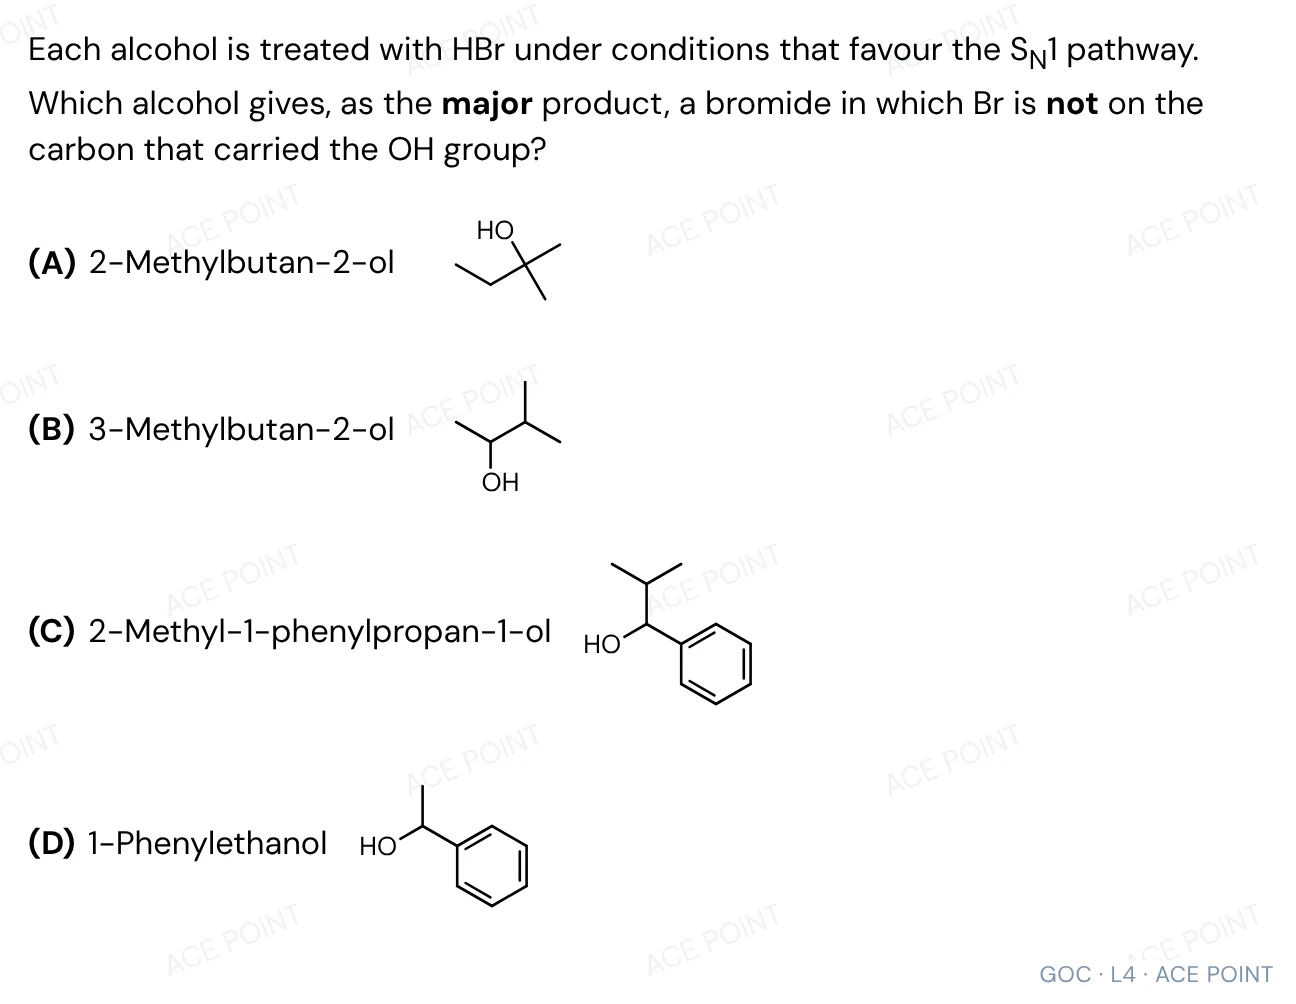 Each alcohol is treated with HBr under conditions that favour the S_N1 pathway.
Which alcohol gives, as the major product, a bromide in which Br is not on the
carbon that carried the OH group?
(A) 2-Methylbutan-2-ol
HO
(B) 3-Methylbutan-2-ol
OH
(C) 2-Methyl-1-phenylpropan-1-ol
HO
(D) 1-Phenylethanol
HO
GOC · L4 · ACE POINT
ACE POINT